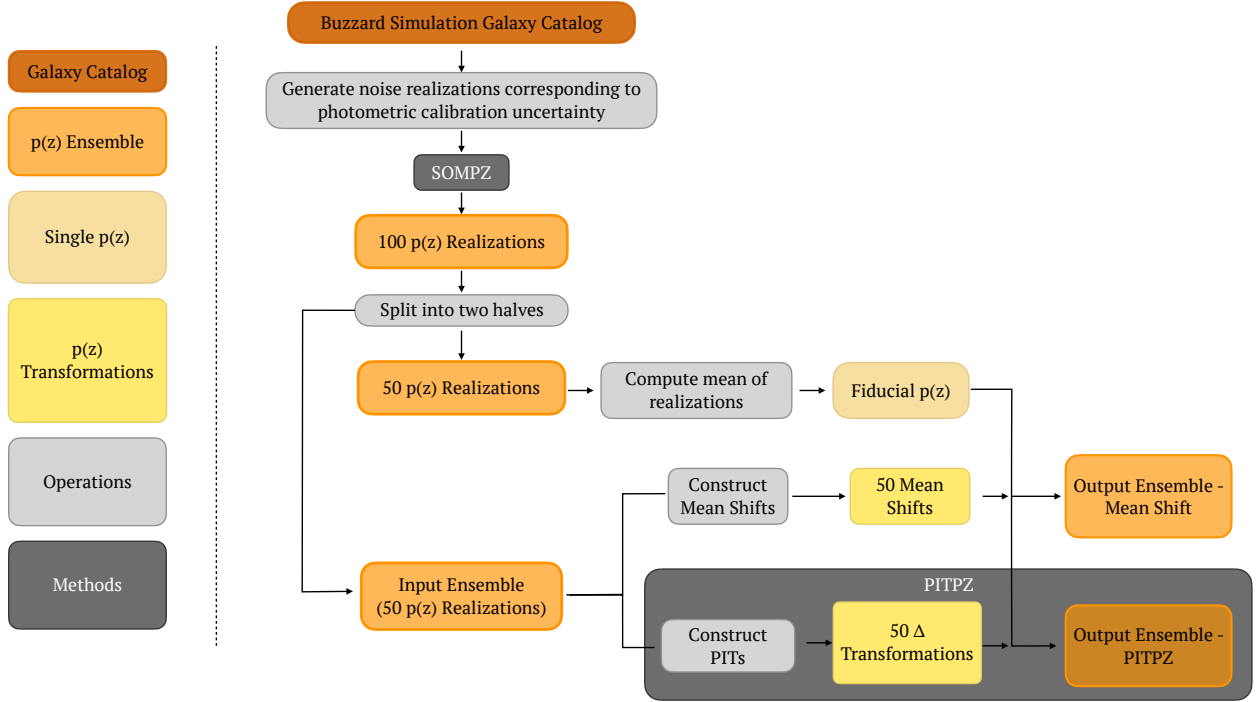 Galaxy Catalog
p(z) Ensemble
Single p(z)
p(z)
Transformations
Operations
Methods
Buzzard Simulation Galaxy Catalog
Generate noise realizations corresponding to
photometric calibration uncertainty
SOMPZ
100 p(z) Realizations
Split into two halves
50 p(z) Realizations
Compute mean of
realizations
Fiducial p(z)
Construct
Mean Shifts
50 Mean
Shifts
Output Ensemble -
Mean Shift
Input Ensemble
(50 p(z) Realizations)
PITPZ
Construct
PITs
50 Δ
Transformations
Output Ensemble -
PITPZ